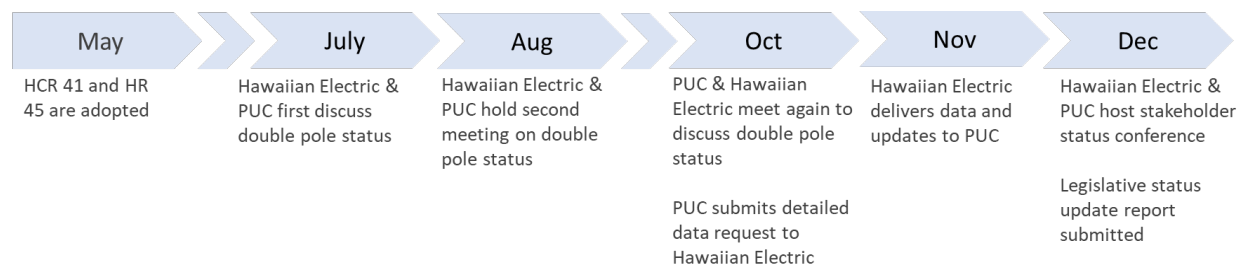 May
July
Aug
Oct
Nov
Dec
HCR 41 and HR
45 are adopted
Hawaiian Electric &
PUC first discuss
double pole status
Hawaiian Electric &
PUC hold second
meeting on double
pole status
PUC & Hawaiian
Electric meet again to
discuss double pole
status
PUC submits detailed
data request to
Hawaiian Electric
Hawaiian Electric
delivers data and
updates to PUC
Hawaiian Electric &
PUC host stakeholder
status conference
Legislative status
update report
submitted